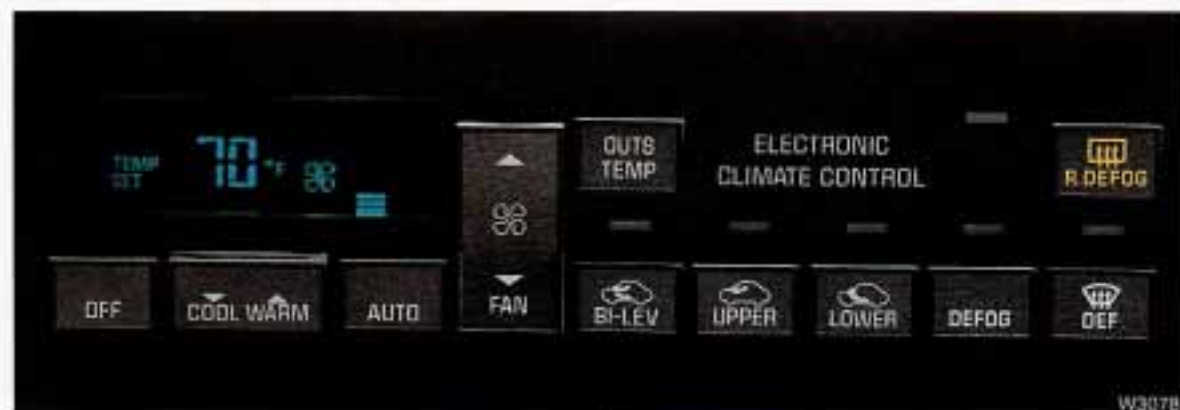 TEMP
70 °F
OFF
COOL WARM
AUTO
FAN
OUTS
TEMP
ELECTRONIC
CLIMATE CONTROL
R DEFOG
BI-LEV
UPPER
LOWER
DEFOG
DEF
W3078